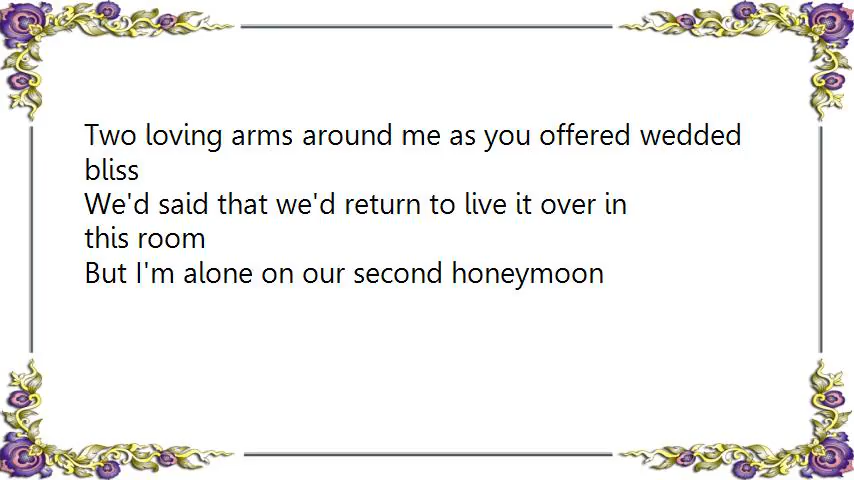 Two loving arms around me as you offered wedded
bliss
We'd said that we'd return to live it over in
this room
But I'm alone on our second honeymoon